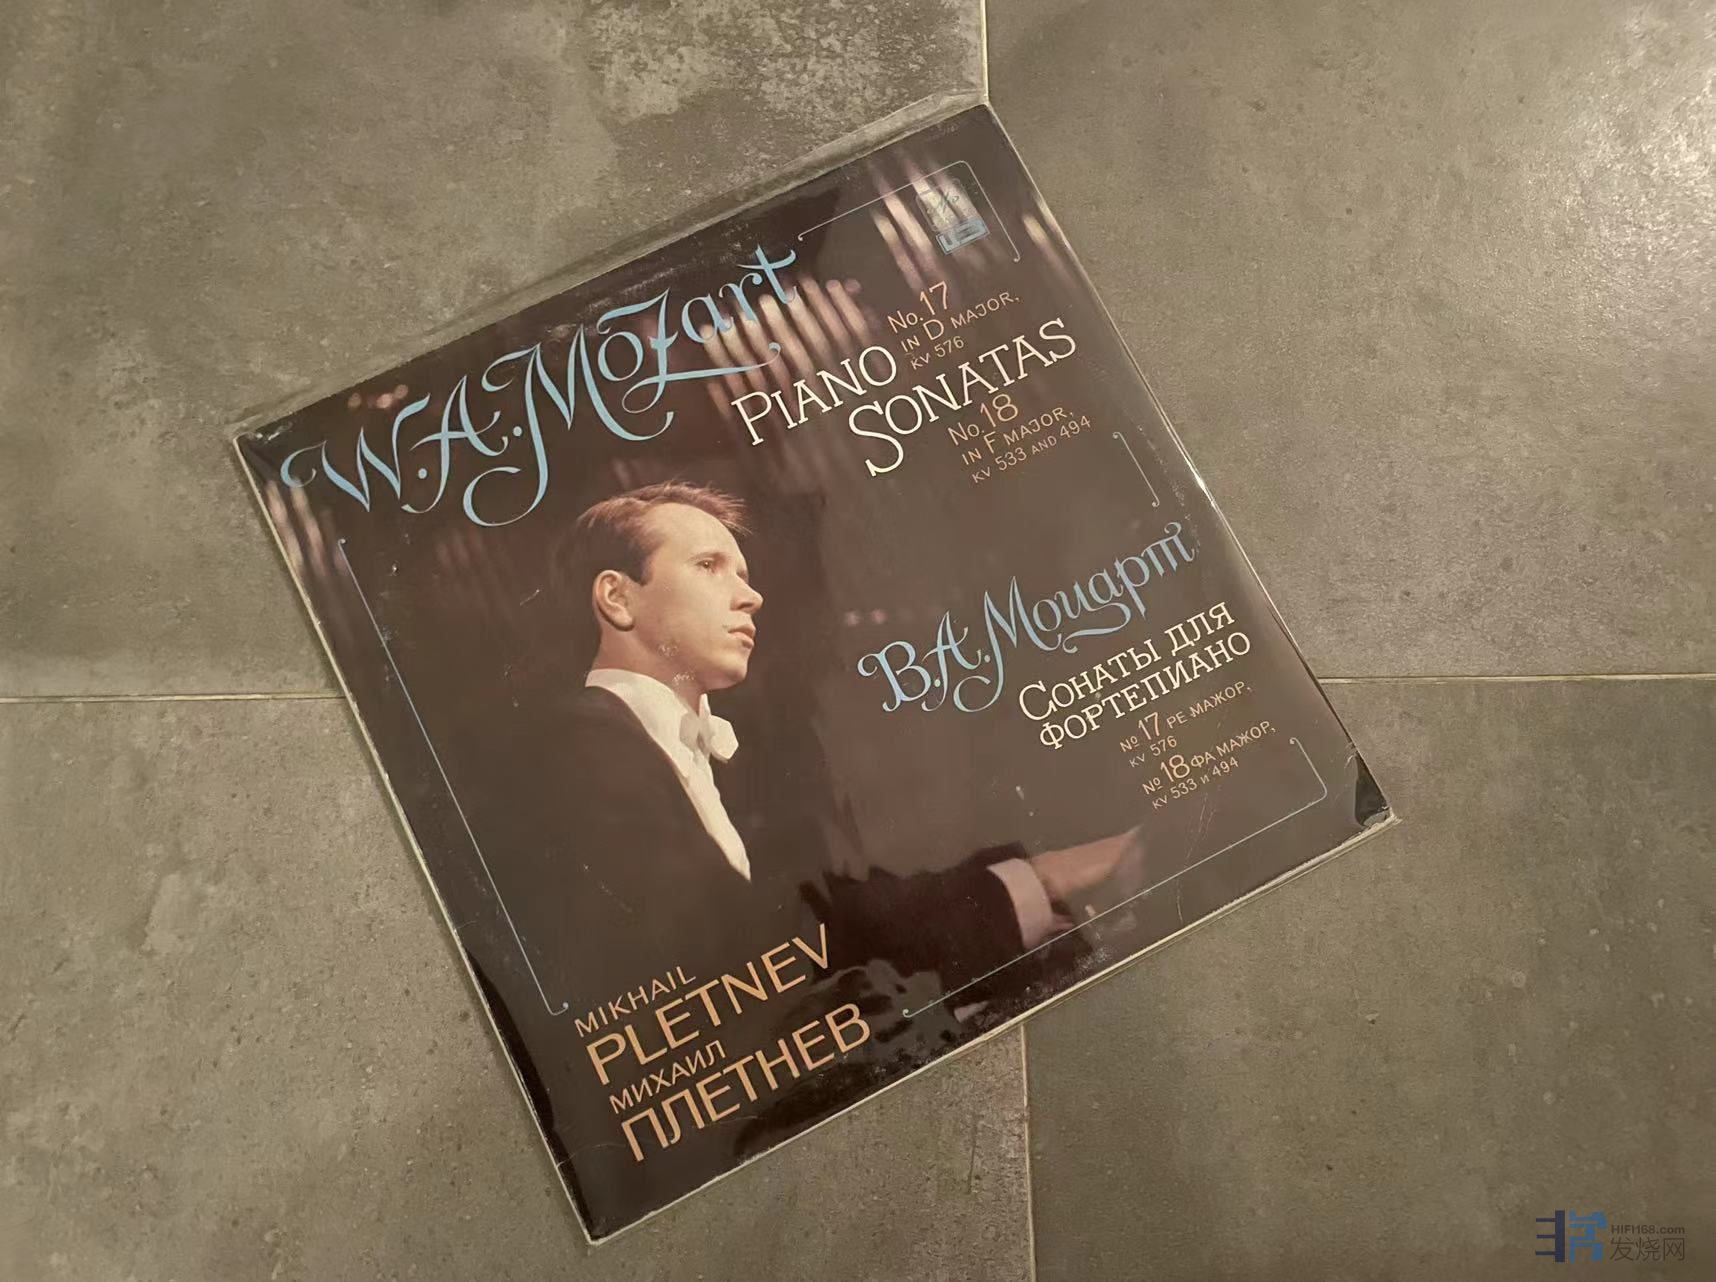 W.A.Mozart
PIANO
SONATAS
No.17
IN D MAJOR,
KV 576
No.18
IN F MAJOR,
KV 533 AND 494
В.А.Моцарт
СОНАТЫ ДЛЯ
ФОРТЕПИАНО
№ 17 РЕ МАЖОР,
KV 576
№ 18 ФА МАЖОР,
KV 533 и 494
MIKHAIL
PLETNEV
МИХАИЛ
ПЛЕТНЕВ
HIFI168.com
发烧网